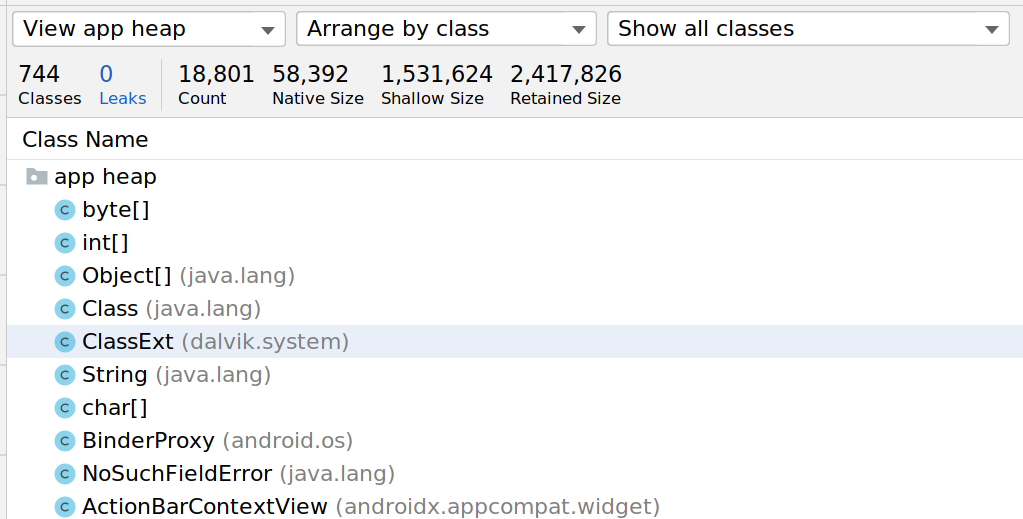 View app heap Arrange by class Show all classes
744 0 18,801 58,392 1,531,624 2,417,826
Classes Leaks Count Native Size Shallow Size Retained Size
Class Name
app heap
C byte[]
C int[]
C Object[] (java.lang)
C Class (java.lang)
C ClassExt (dalvik.system)
C String (java.lang)
C char[]
C BinderProxy (android.os)
C NoSuchFieldError (java.lang)
C ActionBarContextView (androidx.appcompat.widget)